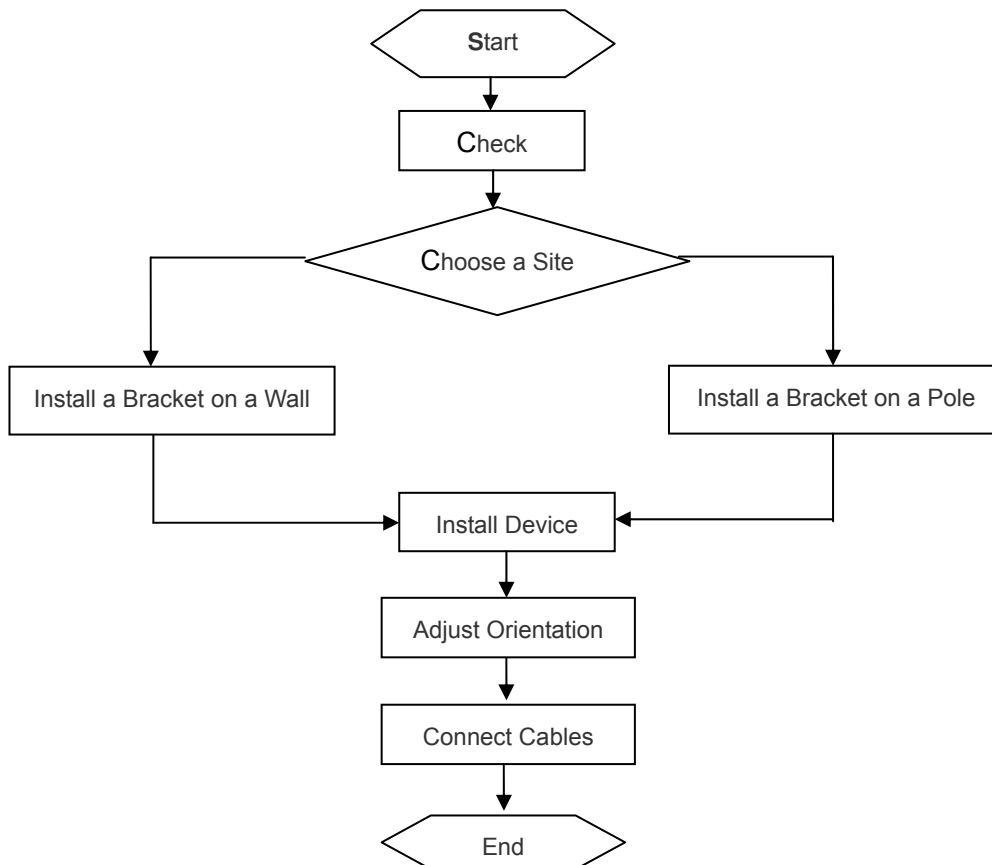 Start
Check
Choose a Site
Install a Bracket on a Wall
Install a Bracket on a Pole
Install Device
Adjust Orientation
Connect Cables
End